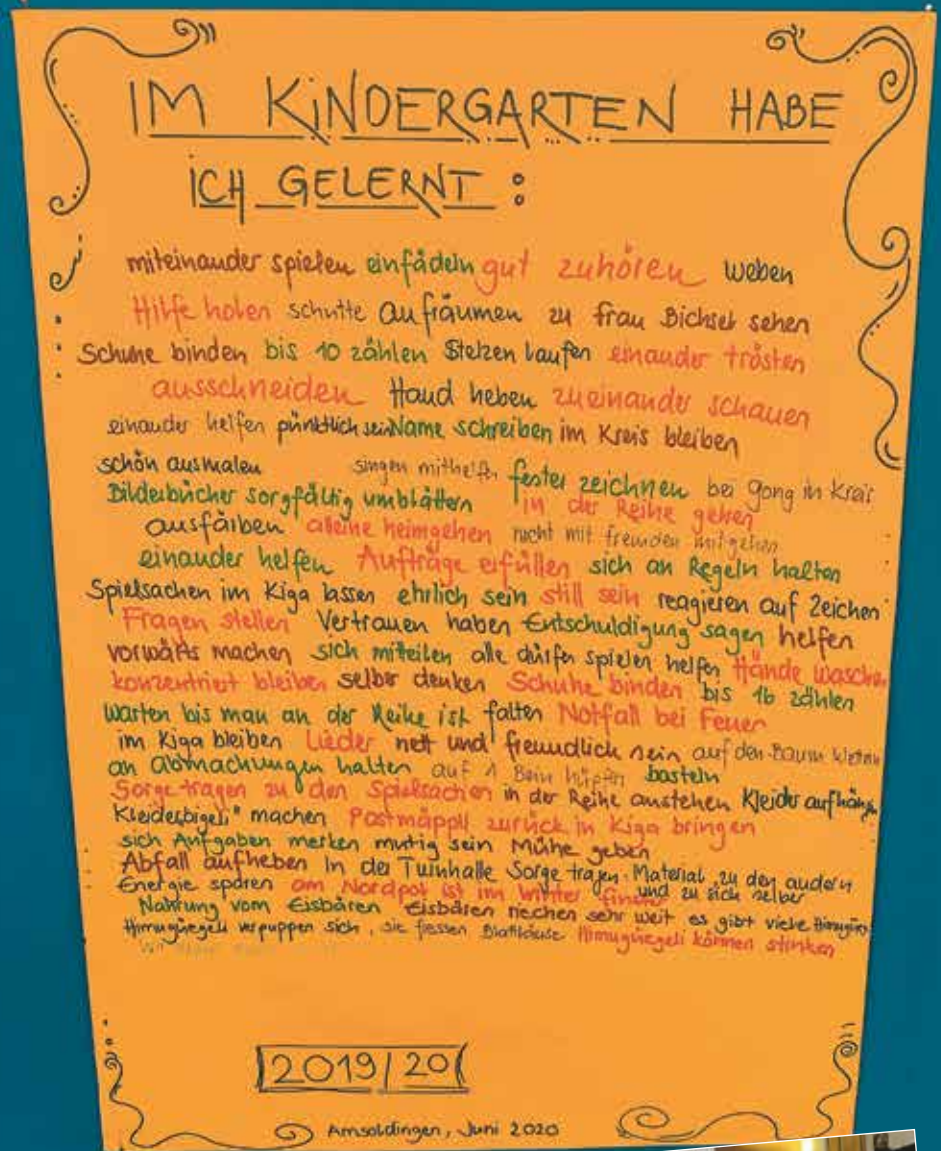 IM KiNDERGARTEN HABE
iCH GELERNT :
miteinander spielen einfädeln gut zuhören weben
Hilfe holen schutte aufräumen zu frau Bichsel sehen
Schuhe binden bis 10 zählen Stelzen laufen einander trösten
ausschneiden Hand heben zueinander schauen
einander helfen pünktlich sein Name schreiben im Kreis bleiben
schön ausmalen singen mithelfen fester zeichnen bei Gong in Kreis
Bilderbücher sorgfältig umblättern in der Reihe gehen
ausfärben alleine heimgehen nicht mit fremden mitgehen
einander helfen Aufträge erfüllen sich an Regeln halten
Spielsachen im Kiga lassen ehrlich sein still sein reagieren auf Zeichen
Fragen stellen Vertrauen haben Entschuldigung sagen helfen
vorwärts machen sich mitteilen alle dürfen spielen helfen Hände waschen
konzentriert bleiben selber denken Schuhe binden bis 16 zählen
warten bis man an der Reihe ist falten Notfall bei Feuer
im Kiga bleiben Lieder nett und freundlich sein auf den Baum
an Abmachungen halten auf 1 Bein hüpfen basteln
Sorge tragen zu den Spielsachen in der Reihe anstehen Kleider aufhängen
"Kleiderbigeli" machen Postmäppli zurück in Kiga bringen
sich Aufgaben merken mutig sein Mühe geben
Abfall aufheben in der Turnhalle Sorge tragen: Material, zu den andern
und zu sich selber
Energie sparen am Nordpol ist im Winter finster
Nahrung vom Eisbären Eisbären riechen sehr weit es gibt viele
Himugüegeli verpuppen sich, sie fressen Blattläuse Himugüegeli können stinken
2019/20
Amsoldingen, Juni 2020